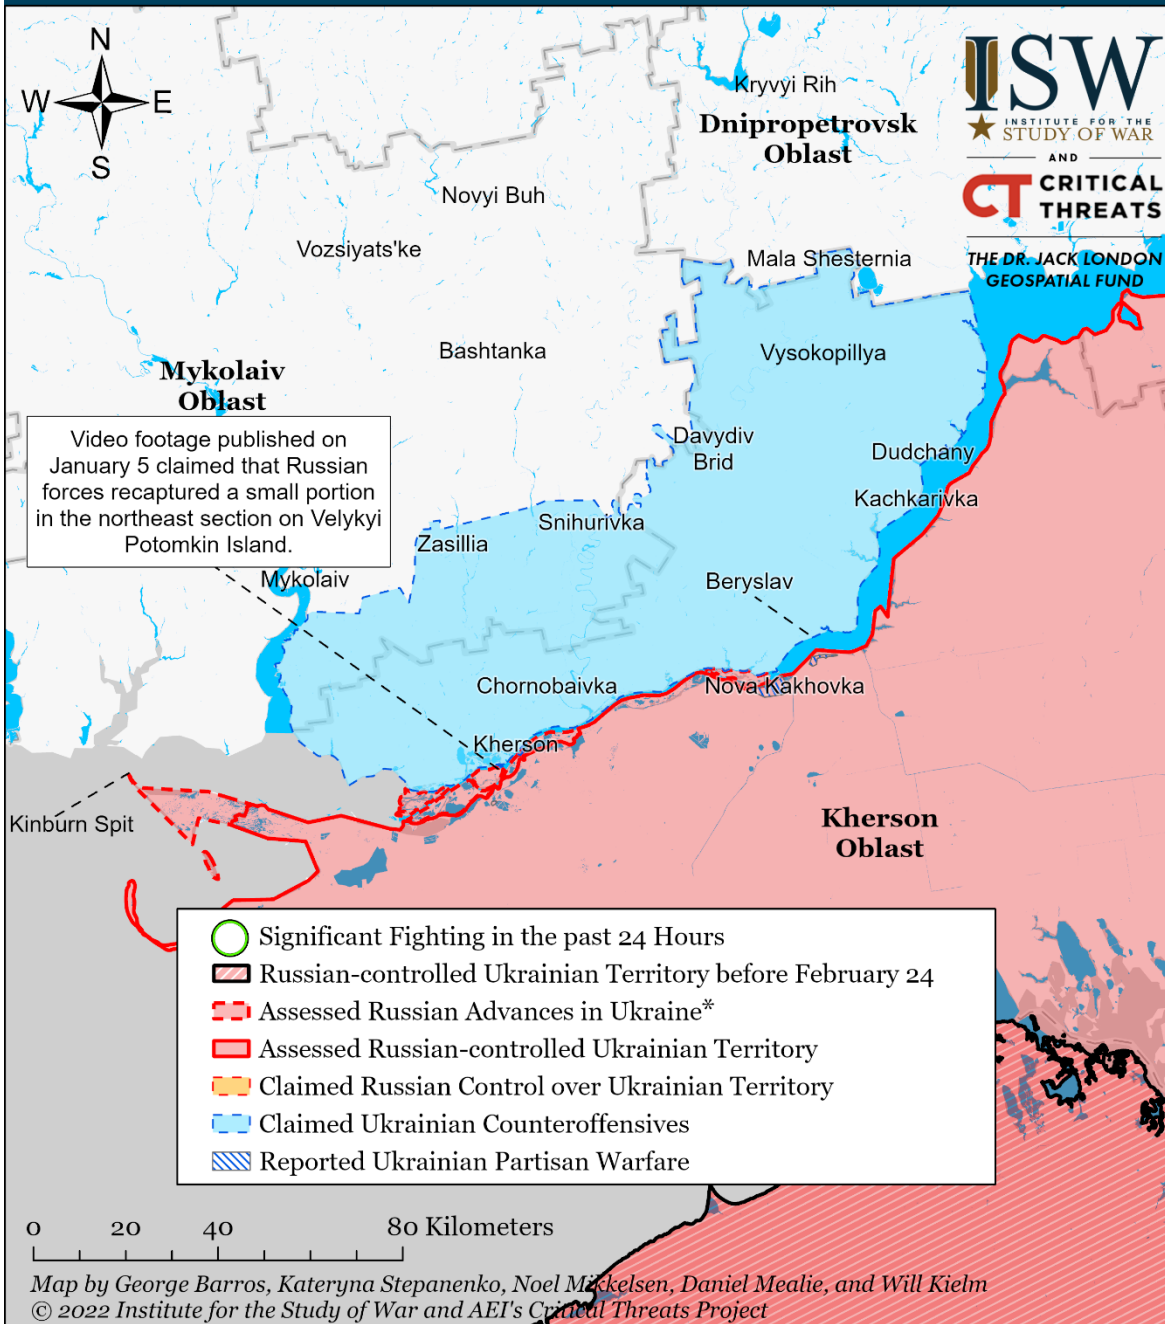 N
W
E
S
ISW
INSTITUTE FOR THE
STUDY OF WAR
AND
CT CRITICAL
THREATS
THE DR. JACK LONDON
GEOSPATIAL FUND
Kryvyi Rih
Dnipropetrovsk
Oblast
Novyi Buh
Vozsiyats'ke
Mala Shesternia
Bashtanka
Vysokopillya
Mykolaiv
Oblast
Video footage published on
January 5 claimed that Russian
forces recaptured a small portion
in the northeast section on Velykyi
Potomkin Island.
Davydiv
Brid
Dudchany
Kachkarivka
Snihurivka
Zasillia
Mykolaiv
Beryslav
Chornobaivka
Nova Kakhovka
Kherson
Kinburn Spit
Kherson
Oblast
Significant Fighting in the past 24 Hours
Russian-controlled Ukrainian Territory before February 24
Assessed Russian Advances in Ukraine*
Assessed Russian-controlled Ukrainian Territory
Claimed Russian Control over Ukrainian Territory
Claimed Ukrainian Counteroffensives
Reported Ukrainian Partisan Warfare
0 20 40 80 Kilometers
Map by George Barros, Kateryna Stepanenko, Noel Mikkelsen, Daniel Mealie, and Will Kielm
© 2022 Institute for the Study of War and AEI's Critical Threats Project